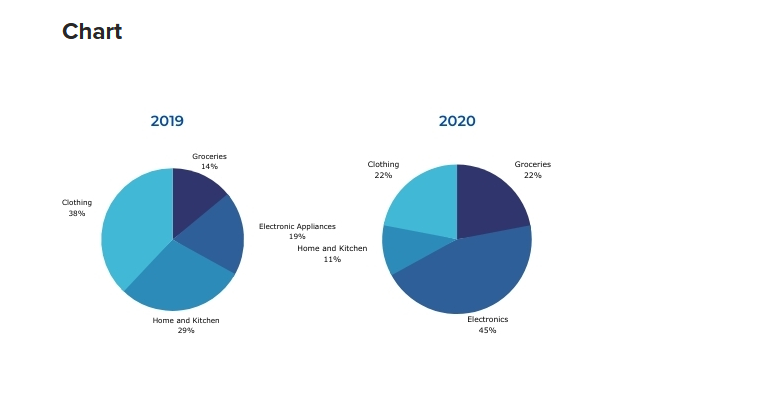 Chart
2019
Groceries
14%
Clothing
38%
Electronic Appliances
19%
Home and Kitchen
29%
2020
Clothing
22%
Groceries
22%
Home and Kitchen
11%
Electronics
45%